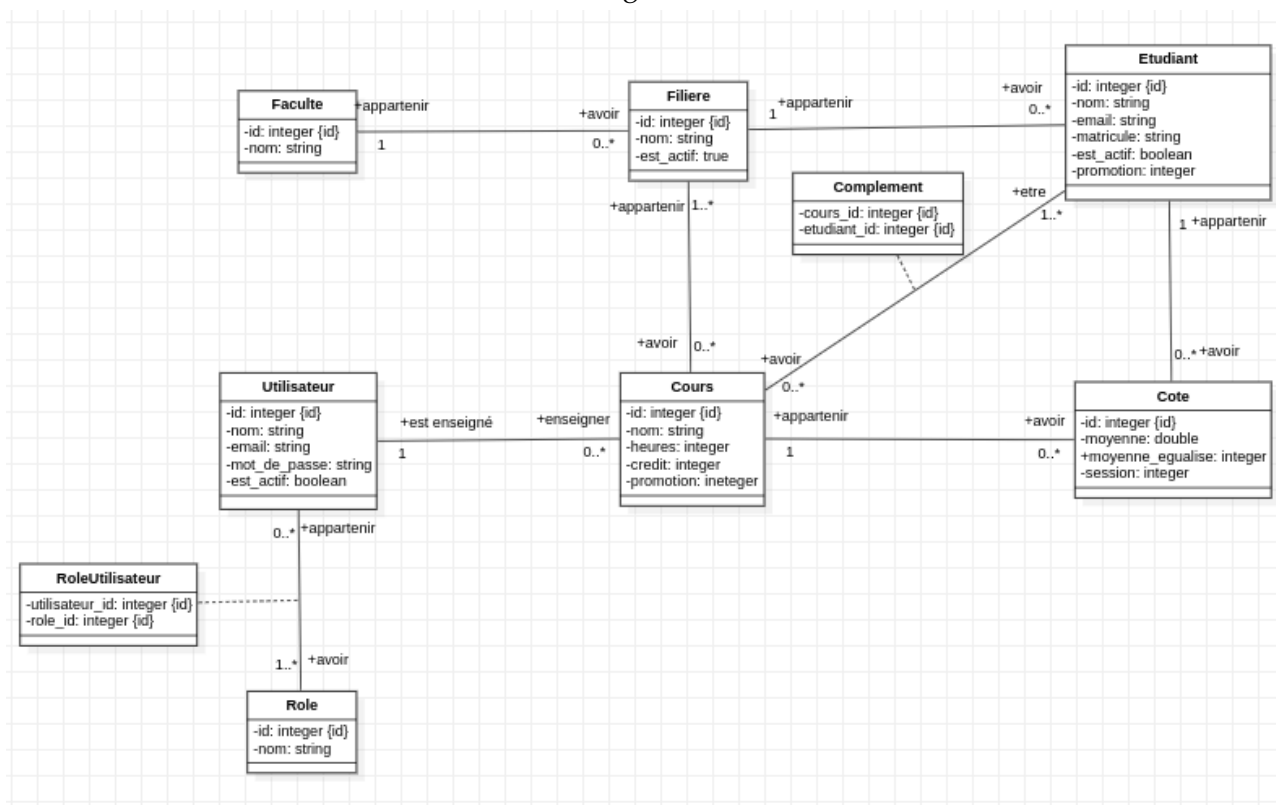 Etudiant
-id: integer {id}
-nom: string
-email: string
-matricule: string
-est_actif: boolean
-promotion: integer
Faculte
-id: integer {id}
-nom: string
+appartenir
1
+avoir
0..*
Filiere
-id: integer {id}
-nom: string
-est_actif: true
+appartenir
1
+avoir
0..*
Complement
-cours_id: integer {id}
-etudiant_id: integer {id}
+etre
1..*
+appartenir
1..*
1
+appartenir
+avoir
0..*
+avoir
0..*
0..*
+avoir
Utilisateur
-id: integer {id}
-nom: string
-email: string
-mot_de_passe: string
-est_actif: boolean
+est enseigné
1
+enseigner
0..*
Cours
-id: integer {id}
-nom: string
-heures: integer
-credit: integer
-promotion: ineteger
+appartenir
1
+avoir
0..*
Cote
-id: integer {id}
-moyenne: double
+moyenne_egualise: integer
-session: integer
0..*
+appartenir
RoleUtilisateur
-utilisateur_id: integer {id}
-role_id: integer {id}
1..*
+avoir
Role
-id: integer {id}
-nom: string